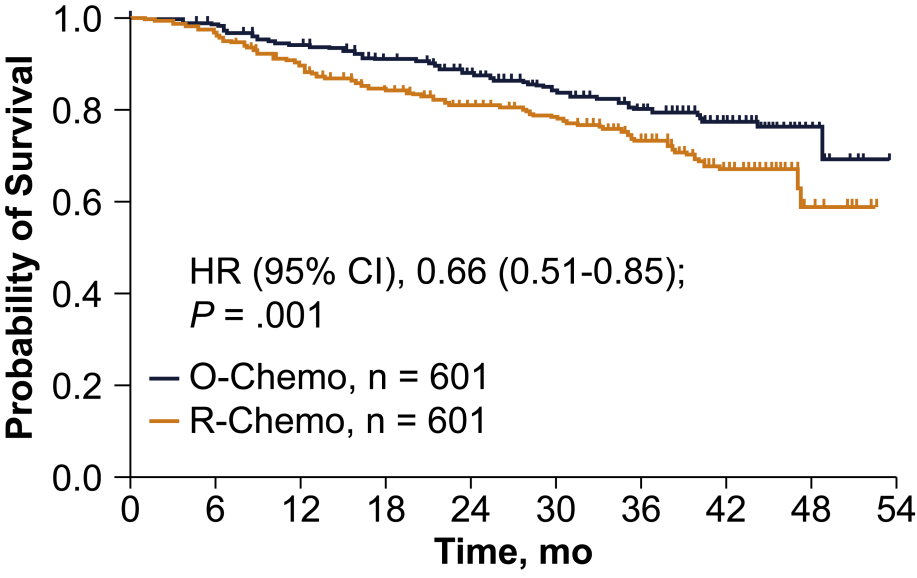 Probability of Survival
1.0
0.8
0.6
0.4
0.2
0.0
HR (95% CI), 0.66 (0.51-0.85);
P = .001
O-Chemo, n = 601
R-Chemo, n = 601
0 6 12 18 24 30 36 42 48 54
Time, mo